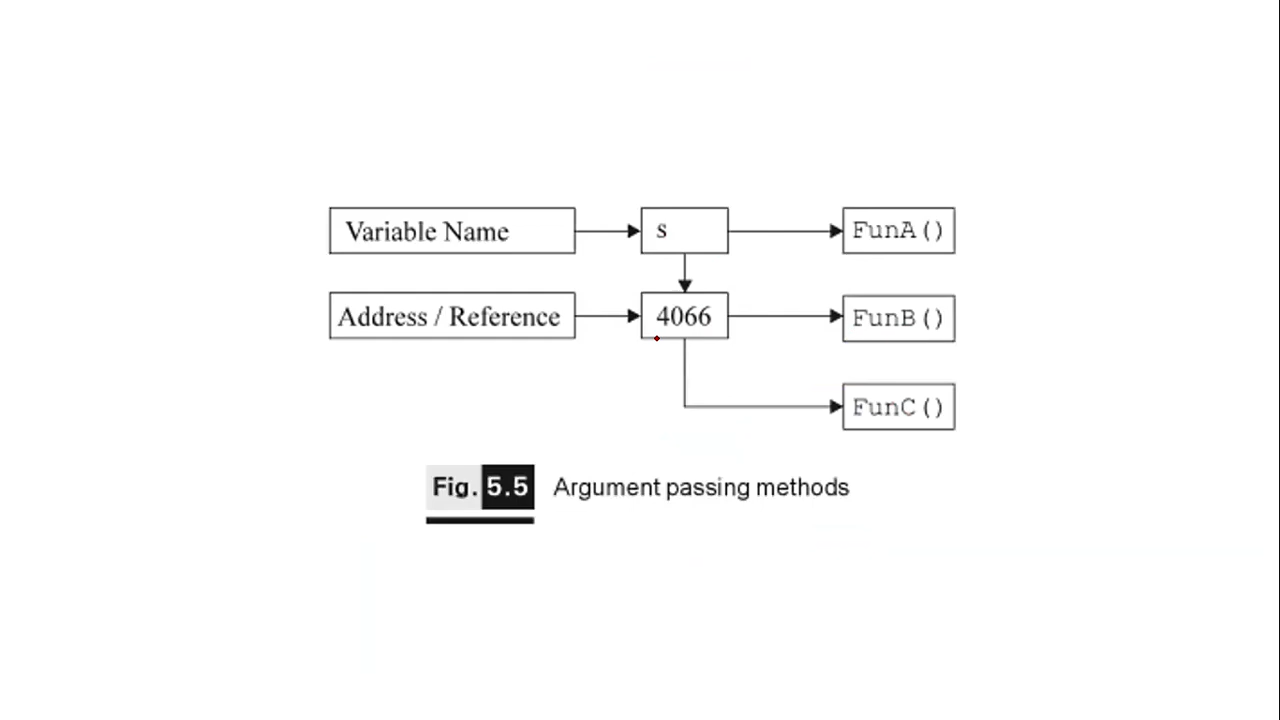 Variable Name
s
FunA()
Address / Reference
4066
FunB()
FunC()
Fig. 5.5 Argument passing methods